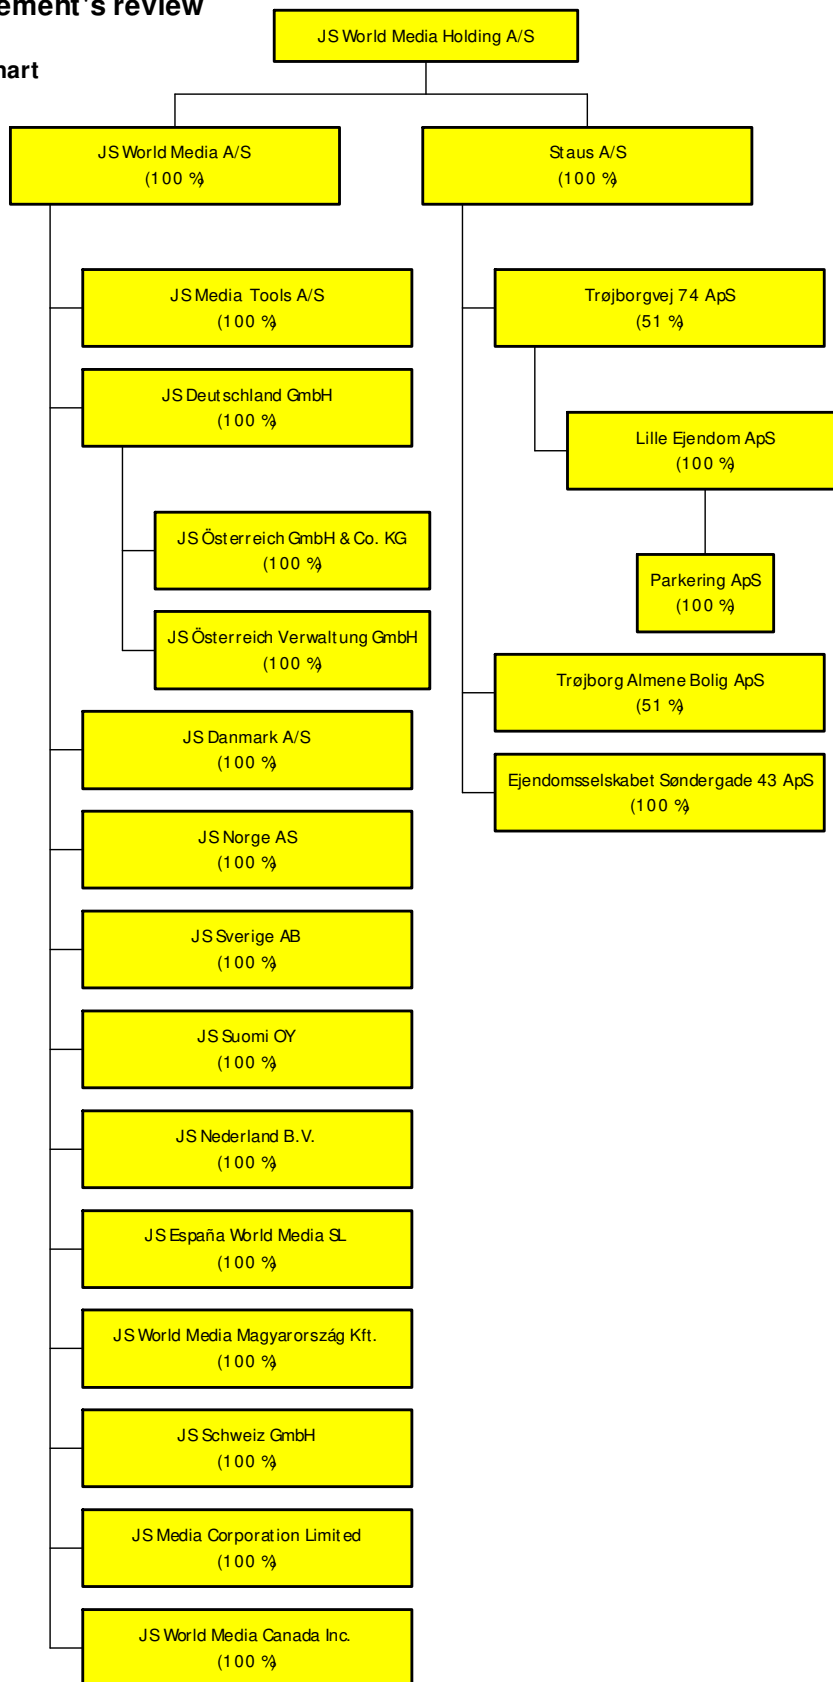 ement's review
JS World Media Holding A/S
nart
JS World Media A/S
(100 %)
Staus A/S
(100 %)
JS Media Tools A/S
(100 %)
JS Deutschland GmbH
(100 %)
JS Österreich GmbH & Co. KG
(100 %)
JS Österreich Verwaltung GmbH
(100 %)
JS Danmark A/S
(100 %)
JS Norge AS
(100 %)
JS Sverige AB
(100 %)
JS Suomi OY
(100 %)
JS Nederland B.V.
(100 %)
JS España World Media SL
(100 %)
JS World Media Magyarország Kft.
(100 %)
JS Schweiz GmbH
(100 %)
JS Media Corporation Limited
(100 %)
JS World Media Canada Inc.
(100 %)
Trøjborgvej 74 ApS
(51 %)
Lille Ejendom ApS
(100 %)
Parkering ApS
(100 %)
Trøjborg Almene Bolig ApS
(51 %)
Ejendomsselskabet Søndergade 43 ApS
(100 %)